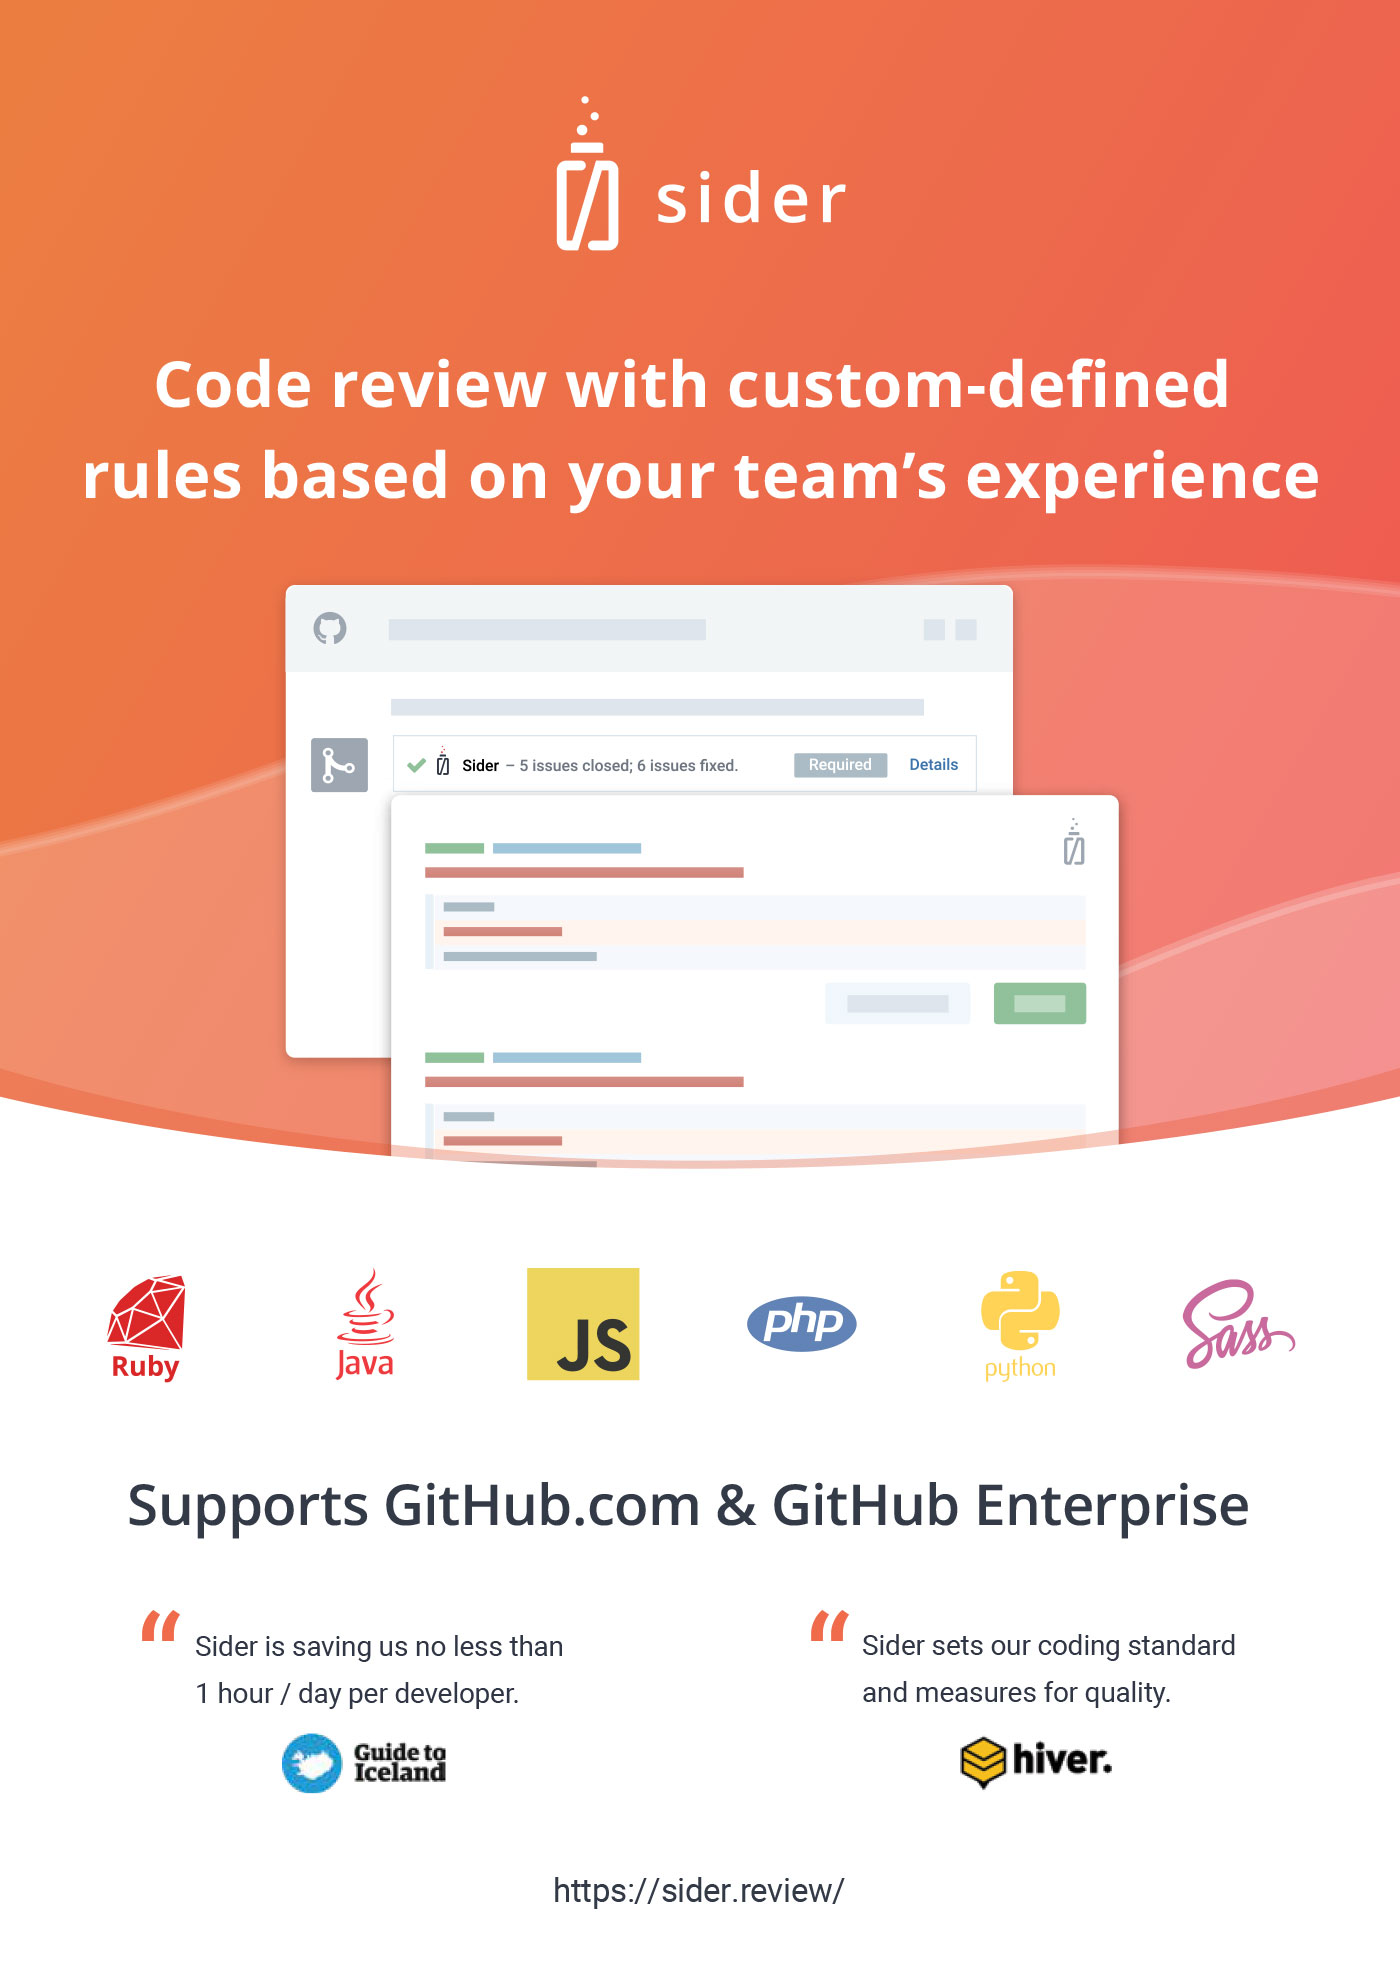 sider
Code review with custom-defined
rules based on your team’s experience
Sider – 5 issues closed; 6 issues fixed.
Required
Details
Ruby
Java
JS
php
python
Sass
Supports GitHub.com & GitHub Enterprise
“ Sider is saving us no less than
1 hour / day per developer.
Guide to
Iceland
“ Sider sets our coding standard
and measures for quality.
hiver.
https://sider.review/